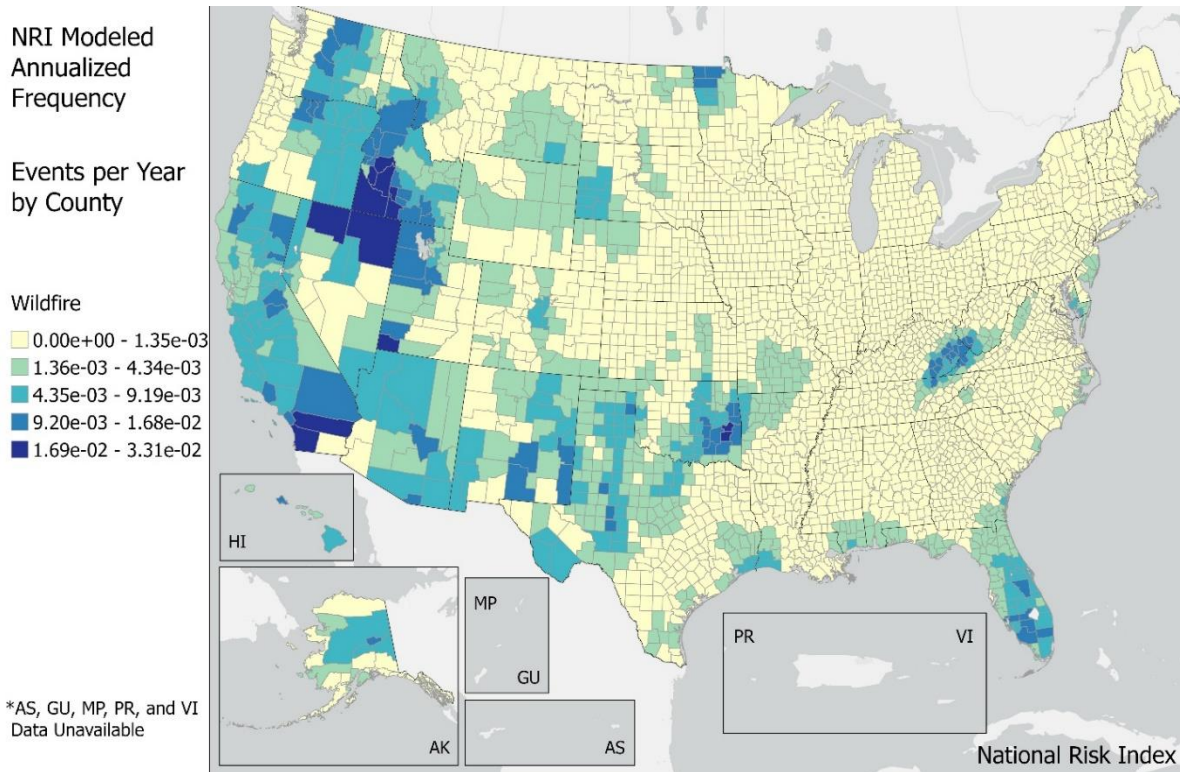 NRI Modeled
Annualized
Frequency
Events per Year
by County
Wildfire
0.00e+00 - 1.35e-03
1.36e-03 - 4.34e-03
4.35e-03 - 9.19e-03
9.20e-03 - 1.68e-02
1.69e-02 - 3.31e-02
HI
AK
MP
GU
AS
PR
VI
*AS, GU, MP, PR, and VI
Data Unavailable
National Risk Index